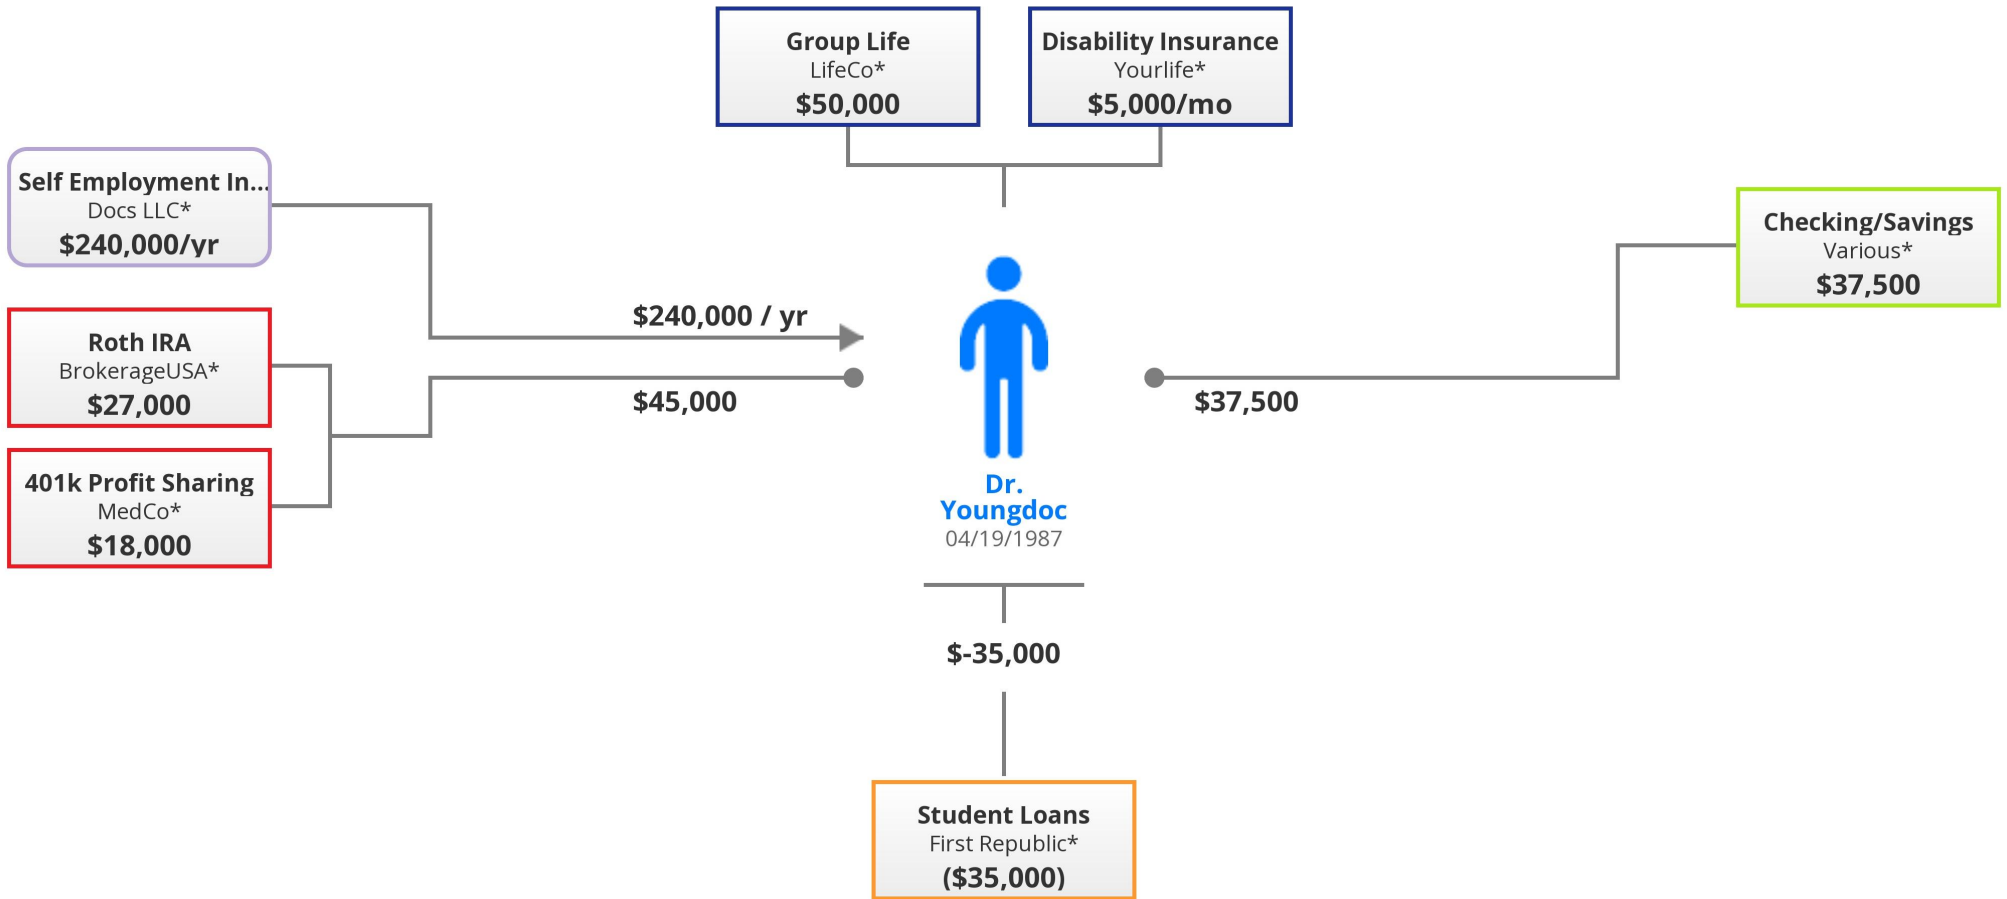 Group Life
LifeCo*
$50,000
Disability Insurance
Yourlife*
$5,000/mo
Self Employment In...
Docs LLC*
$240,000/yr
Checking/Savings
Various*
$37,500
Roth IRA
BrokerageUSA*
$27,000
401k Profit Sharing
MedCo*
$18,000
$240,000 / yr
$45,000
$37,500
Dr.
Youngdoc
04/19/1987
$-35,000
Student Loans
First Republic*
($35,000)